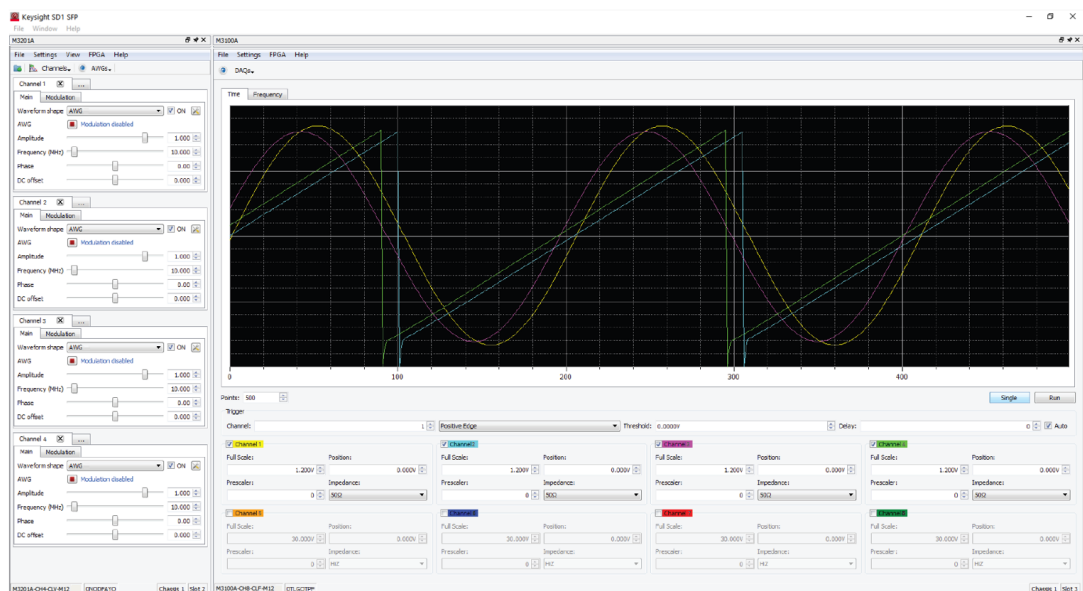 Keysight SD1 SFP
File Window Help
M3201A
File Settings View FPGA Help
Channels AWGs
Channel 1 ...
Main Modulation
Waveform shape AWG ON
AWG Modulation disabled
Amplitude 1.000
Frequency (MHz) 10.000
Phase 0.00
DC offset 0.000
Channel 2 ...
Main Modulation
Waveform shape AWG ON
AWG Modulation disabled
Amplitude 1.000
Frequency (MHz) 10.000
Phase 0.00
DC offset 0.000
Channel 3 ...
Main Modulation
Waveform shape AWG ON
AWG Modulation disabled
Amplitude 1.000
Frequency (MHz) 10.000
Phase 0.00
DC offset 0.000
Channel 4 ...
Main Modulation
Waveform shape AWG ON
AWG Modulation disabled
Amplitude 1.000
Frequency (MHz) 10.000
Phase 0.00
DC offset 0.000
M3201A-CH4-CLV-M12 Chassis 1 Slot 2
M3100A
File Settings FPGA Help
DAQs
Time Frequency
0 100 200 300 400
Points: 500 Single Run
Trigger
Channel: 1 Positive Edge Threshold: 0.0000V Delay: 0 Auto
Channel 1 Channel 2 Channel 3 Channel 4
Full Scale: Position: Full Scale: Position: Full Scale: Position: Full Scale: Position:
1.200V 0.000V 1.200V 0.000V 1.200V 0.000V 1.200V 0.000V
Prescaler: Impedance: Prescaler: Impedance: Prescaler: Impedance: Prescaler: Impedance:
0 50Ω 0 50Ω 0 50Ω 0 50Ω
Channel 5 Channel 6 Channel Channel 8
Full Scale: Position: Full Scale: Position: Full Scale: Position: Full Scale: Position:
30.000V 0.000V 30.000V 0.000V 30.000V 0.000V 30.000V 0.000V
Prescaler: Impedance: Prescaler: Impedance: Prescaler: Impedance: Prescaler: Impedance:
0 HiZ 0 HiZ 0 HiZ 0 HiZ
M3100A-CH8-CLF-M12 Chassis 1 Slot 3